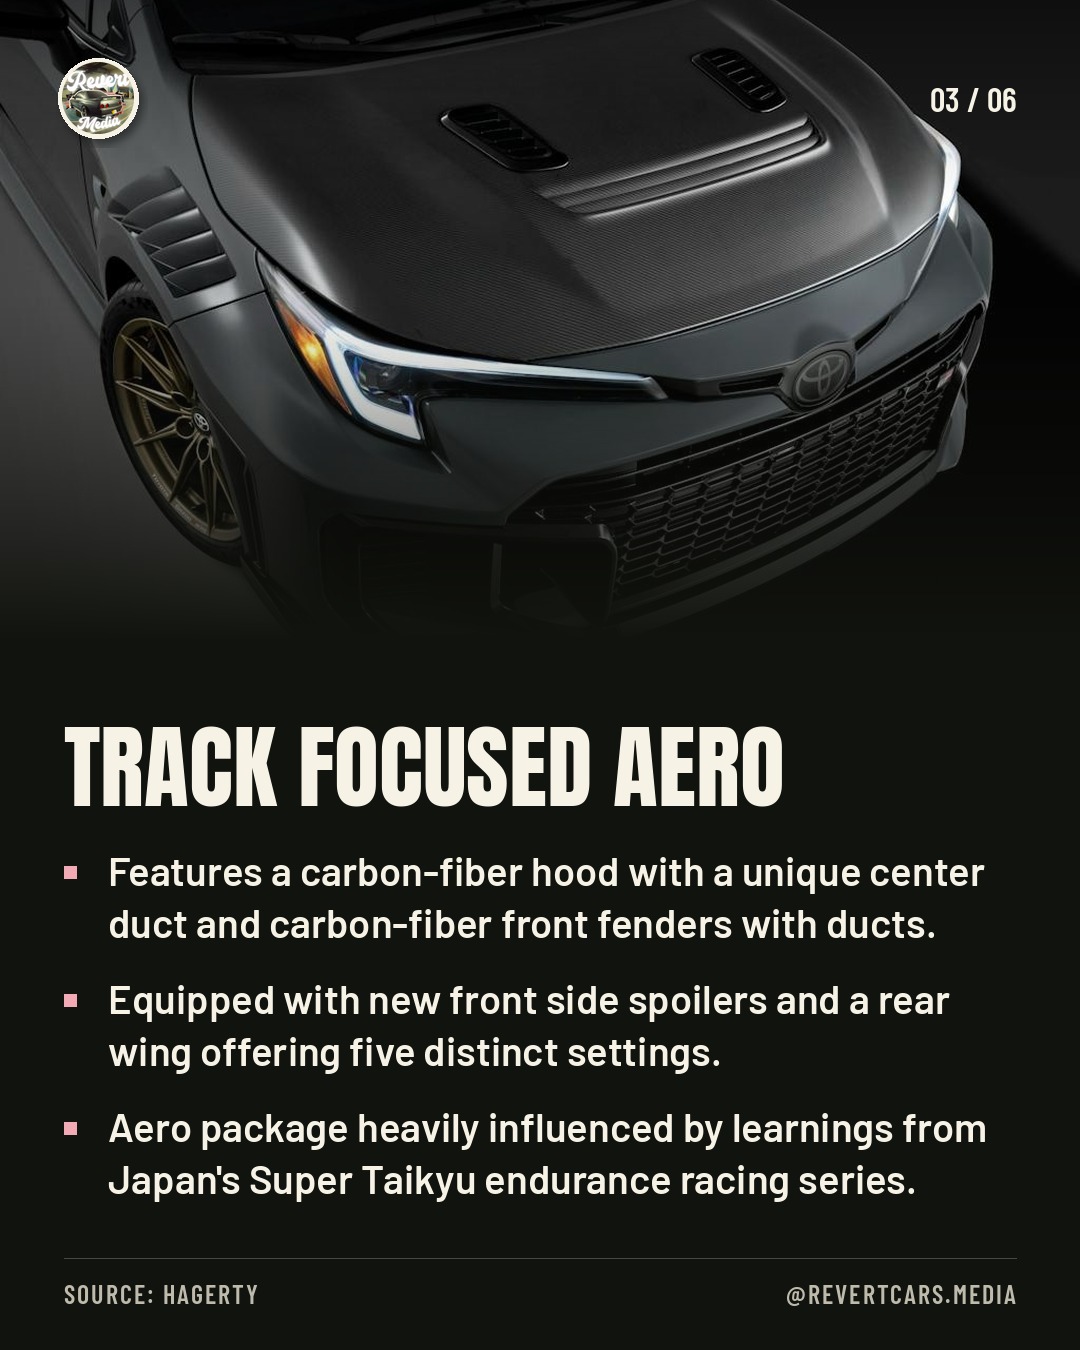 Revert
Media
03 / 06
TRACK FOCUSED AERO
Features a carbon-fiber hood with a unique center
duct and carbon-fiber front fenders with ducts.
Equipped with new front side spoilers and a rear
wing offering five distinct settings.
Aero package heavily influenced by learnings from
Japan's Super Taikyu endurance racing series.
SOURCE: HAGERTY
@REVERTCARS.MEDIA